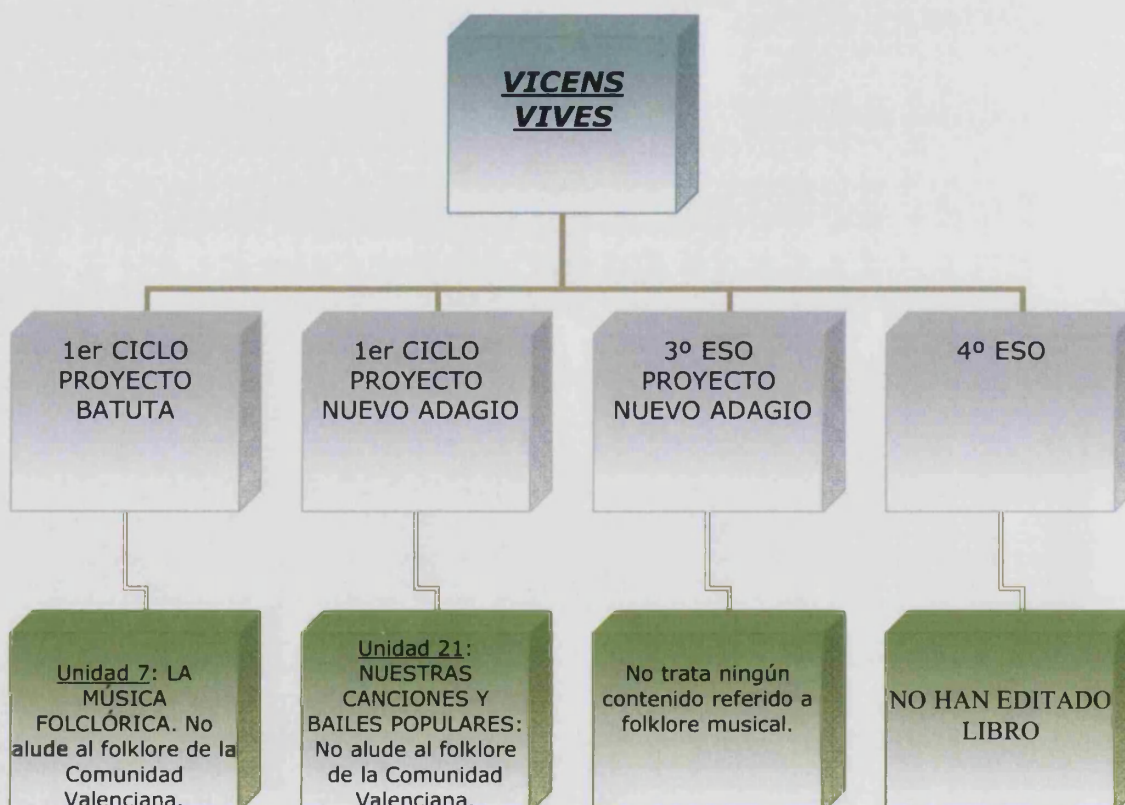 VICENS
VIVES
1er CICLO
PROYECTO
BATUTA
1er CICLO
PROYECTO
NUEVO ADAGIO
3º ESO
PROYECTO
NUEVO ADAGIO
4º ESO
Unidad 7: LA
MÚSICA
FOLCLÓRICA. No
alude al folklore de la
Comunidad
Valenciana.
Unidad 21:
NUESTRAS
CANCIONES Y
BAILES POPULARES:
No alude al folklore
de la Comunidad
Valenciana.
No trata ningún
contenido referido a
folklore musical.
NO HAN EDITADO
LIBRO